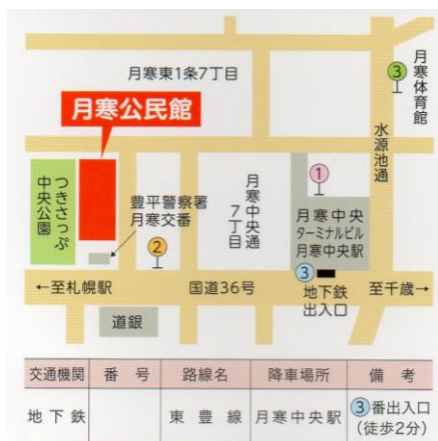 月寒東1条7丁目
3
月寒体育館
月寒公民館
水源池通
つきさっぷ
中央公園
豊平警察署
月寒交番
2
月寒中央通
7丁目
1
月寒中央
ターミナルビル
月寒中央駅
3
地下鉄
出入口
←至札幌駅
国道36号
至千歳→
道銀
交通機関 番号 路線名 降車場所 備考
地下鉄 東豊線 月寒中央駅 3番出入口
(徒歩2分)